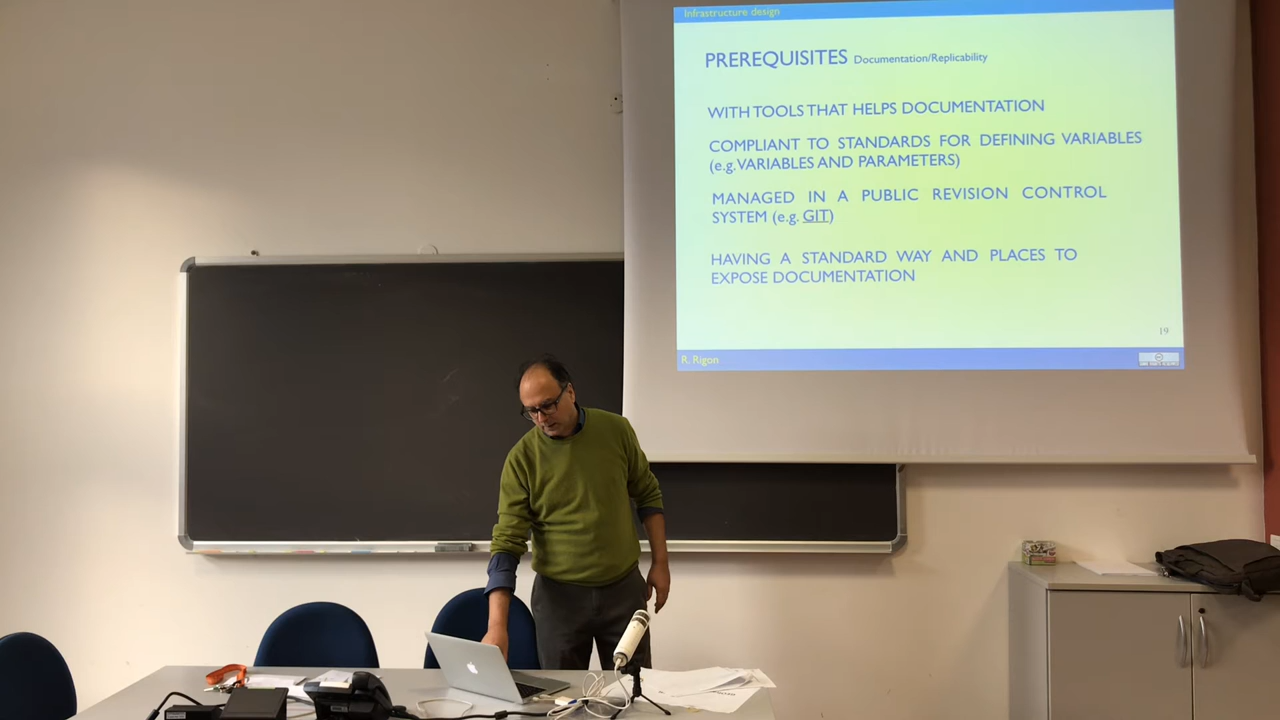 Infrastructure design
PREREQUISITES Documentation/Replicability
WITH TOOLS THAT HELPS DOCUMENTATION
COMPLIANT TO STANDARDS FOR DEFINING VARIABLES
(e.g. VARIABLES AND PARAMETERS)
MANAGED IN A PUBLIC REVISION CONTROL
SYSTEM (e.g. GIT)
HAVING A STANDARD WAY AND PLACES TO
EXPOSE DOCUMENTATION
19
R. Rigon